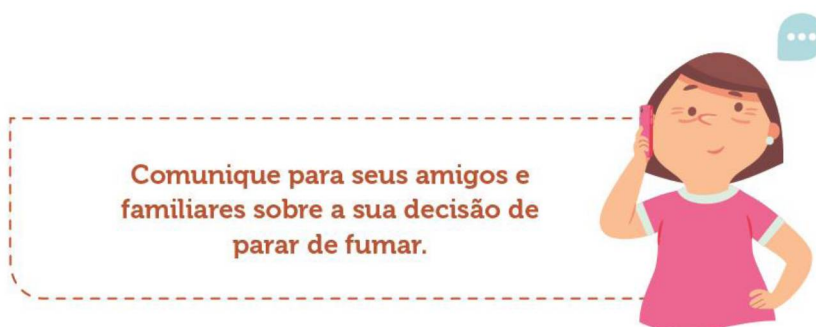 Comunique para seus amigos e
familiares sobre a sua decisão de
parar de fumar.